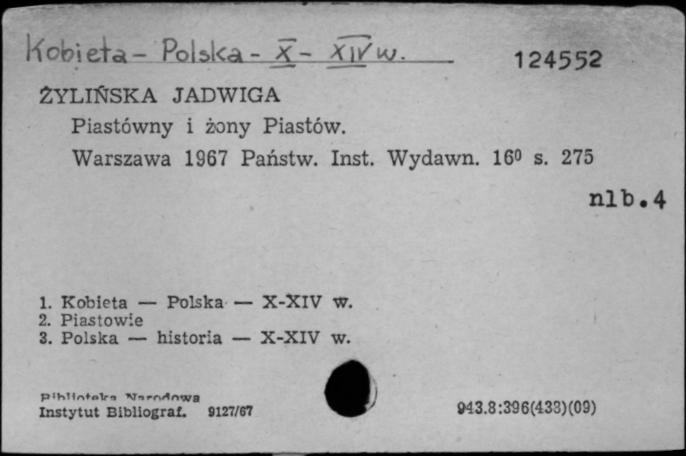 Kobieta - Polska - X - XIV w.
124552
ŻYLIŃSKA JADWIGA
Piastówny i żony Piastów.
Warszawa 1967 Państw. Inst. Wydawn. 16⁰ s. 275
nlb. 4
1. Kobieta — Polska — X-XIV w.
2. Piastowie
3. Polska — historia — X-XIV w.
Biblioteka Narodowa
Instytut Bibliograf. 9127/67
943.8:396(438)(09)